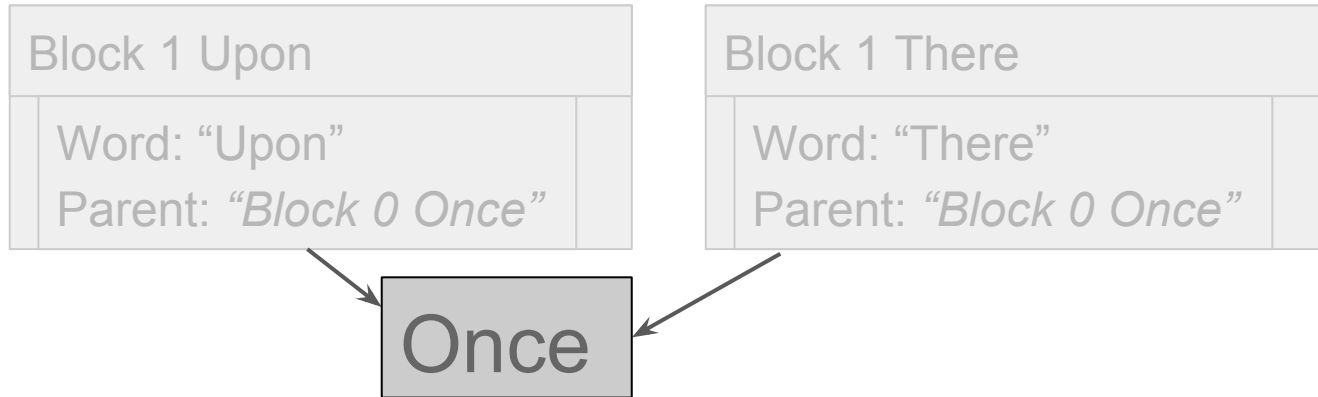 Block 1 Upon
Word: “Upon”
Parent: “Block 0 Once”
Block 1 There
Word: “There”
Parent: “Block 0 Once”
Once